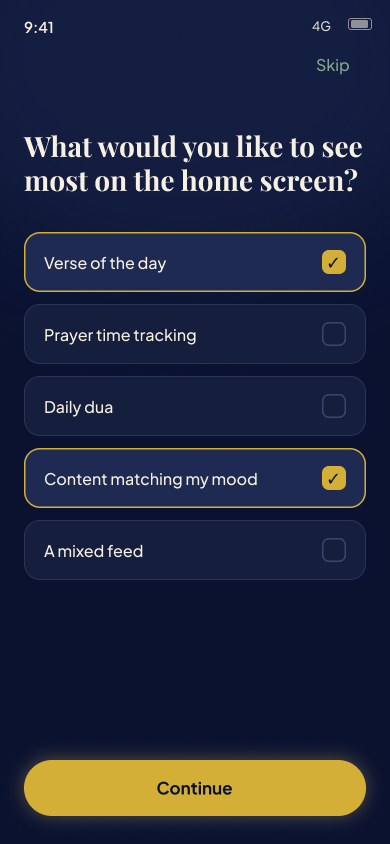 9:41
4G
Skip
What would you like to see
most on the home screen?
Verse of the day
✓
Prayer time tracking
Daily dua
Content matching my mood
✓
A mixed feed
Continue